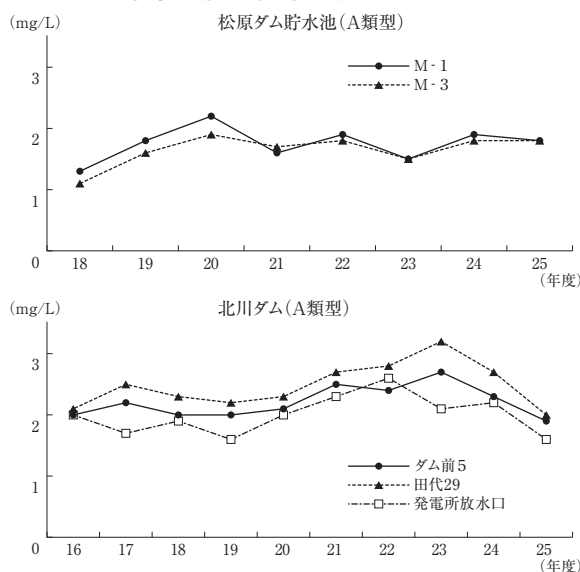 (mg/L)
松原ダム貯水池(A類型)
M-1
M-3
3
2
1
0
18 19 20 21 22 23 24 25
(年度)
(mg/L)
北川ダム(A類型)
3
2
1
0
ダム前5
田代29
発電所放水口
16 17 18 19 20 21 22 23 24 25
(年度)